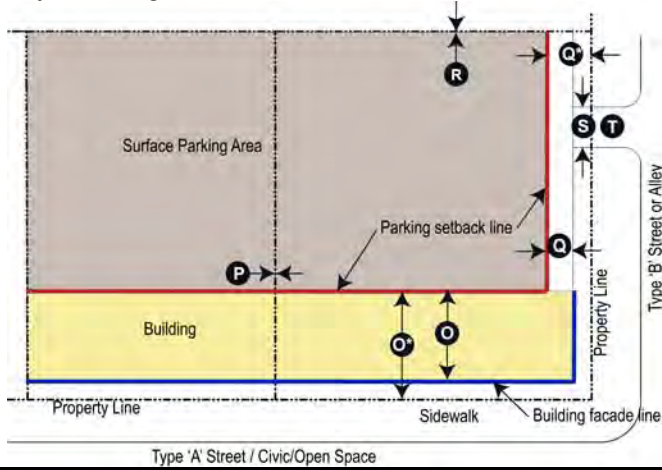 Q*
R
S T
Surface Parking Area
Parking setback line
Q
P
Type 'B' Street or Alley
Property Line
Building
O*
O
Property Line
Sidewalk
Building facade line
Type 'A' Street / Civic/Open Space